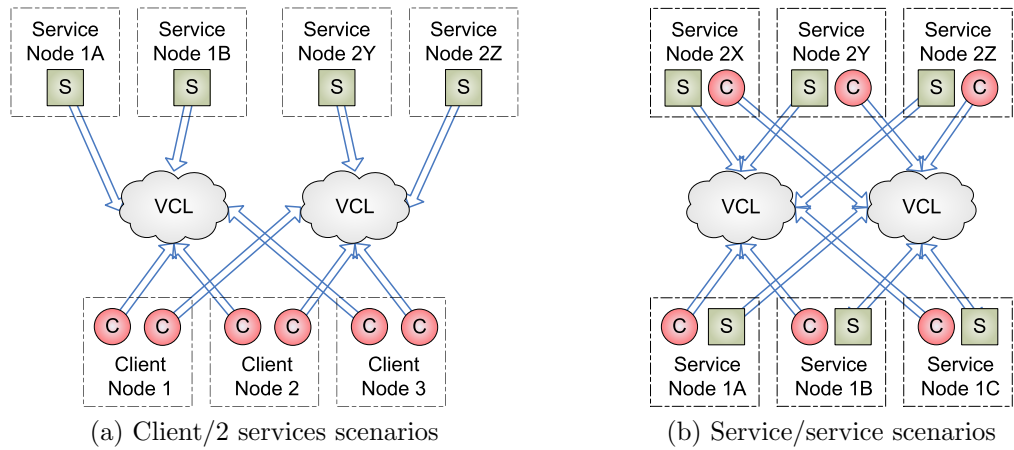 Service
Node 1A
S
Service
Node 1B
S
Service
Node 2Y
S
Service
Node 2Z
S
VCL
VCL
C
C
Client
Node 1
C
C
Client
Node 2
C
C
Client
Node 3
(a) Client/2 services scenarios
Service
Node 2X
S
C
Service
Node 2Y
S
C
Service
Node 2Z
S
C
VCL
VCL
C
S
Service
Node 1A
C
S
Service
Node 1B
C
S
Service
Node 1C
(b) Service/service scenarios